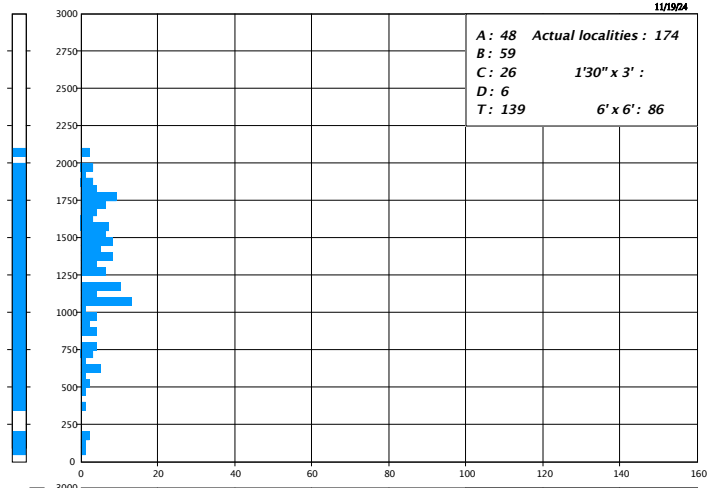 11/19/24
3000
A : 48 Actual localities : 174
B : 59
2750
C : 26 1'30" x 3' :
D : 6
2500
T : 139 6' x 6' : 86
2250
2000
1750
1500
1250
1000
750
500
250
0
0 20 40 60 80 100 120 140 160
3000